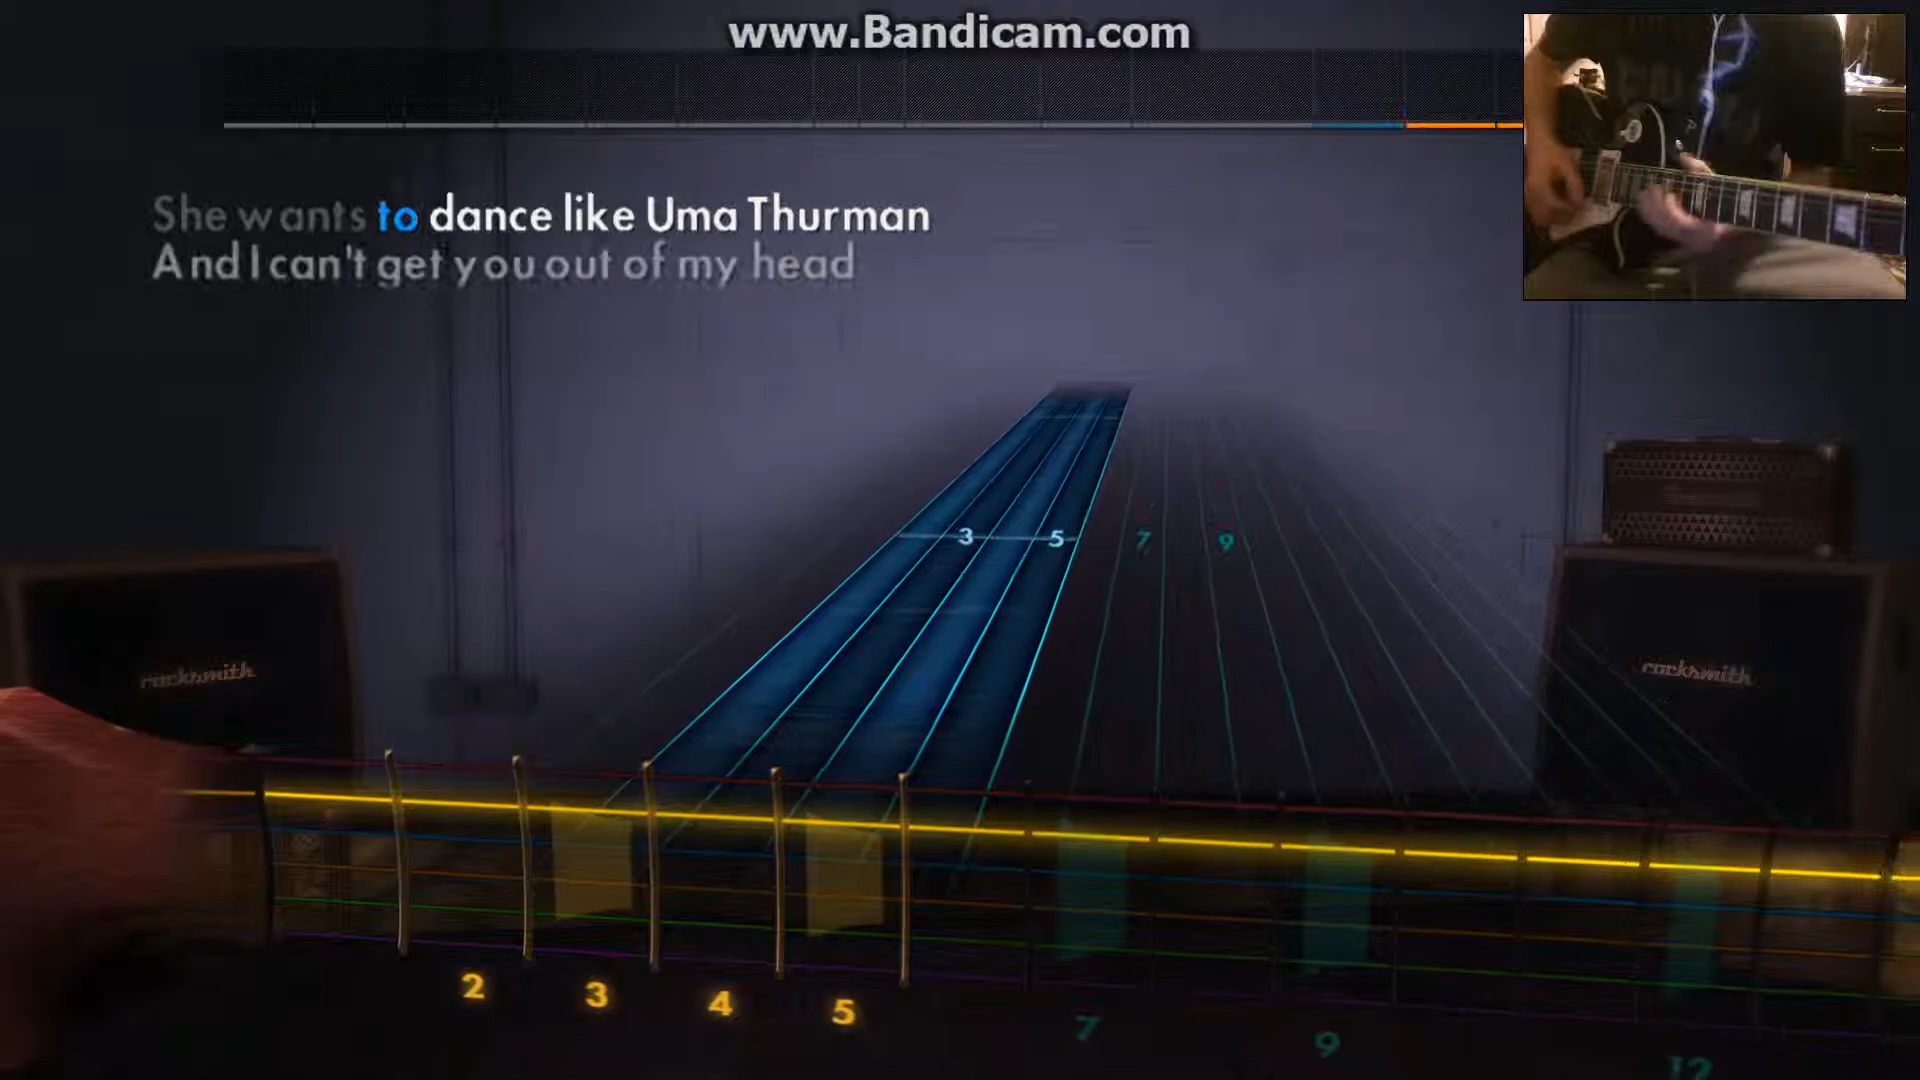 www.Bandicam.com
She wants to dance like Uma Thurman
And I can't get you out of my head
3 5 7 9
rocksmith
rocksmith
2 3 4 5 7 9 12